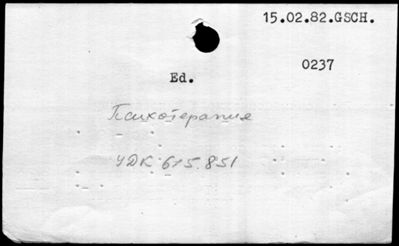 15.02.82.GSCH.
0237
Ed.
Психотерапия
УДК 615.851